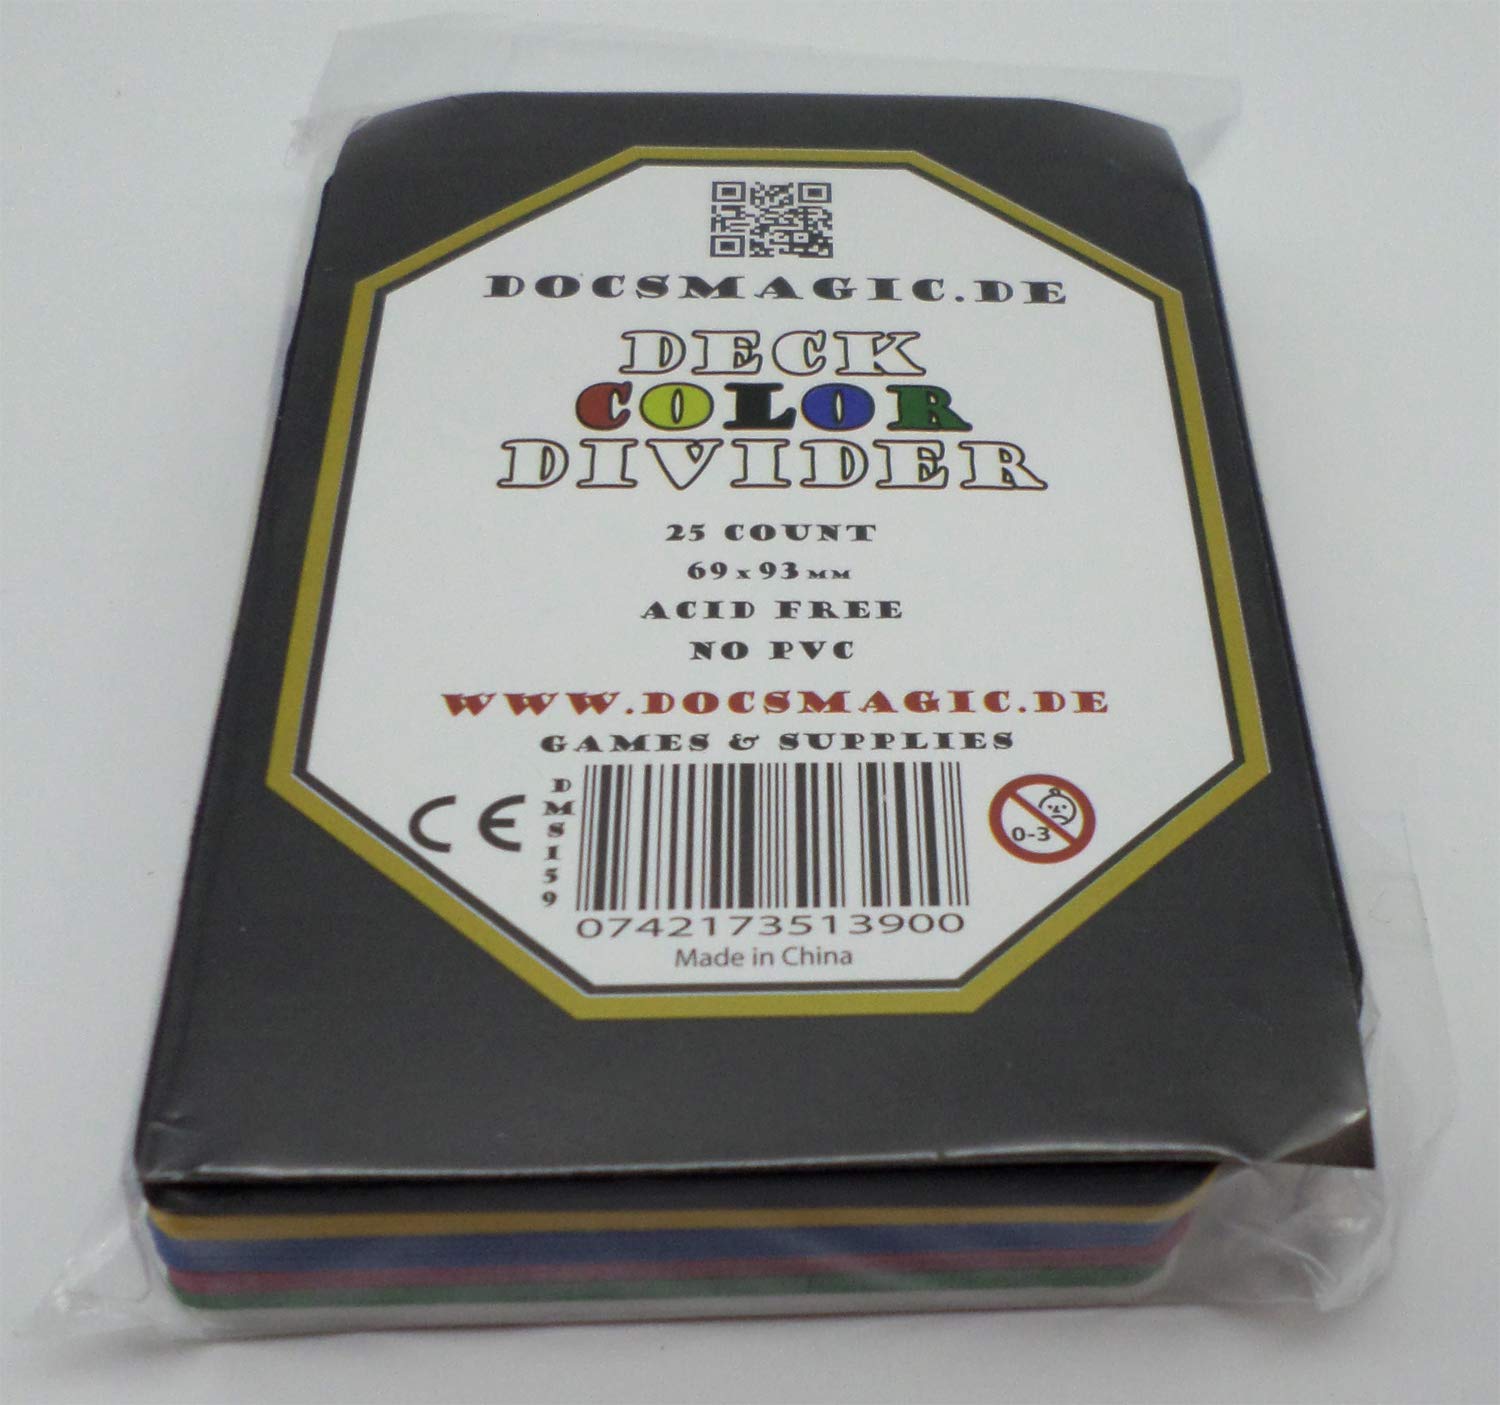 DOCSMAGIC.DE
DECK
COLOR
DIVIDER
25 COUNT
69 x 93 MM
ACID FREE
NO PVC
WWW.DOCSMAGIC.DE
GAMES & SUPPLIES
CE
DMS159
0-3
0742173513900
Made in China